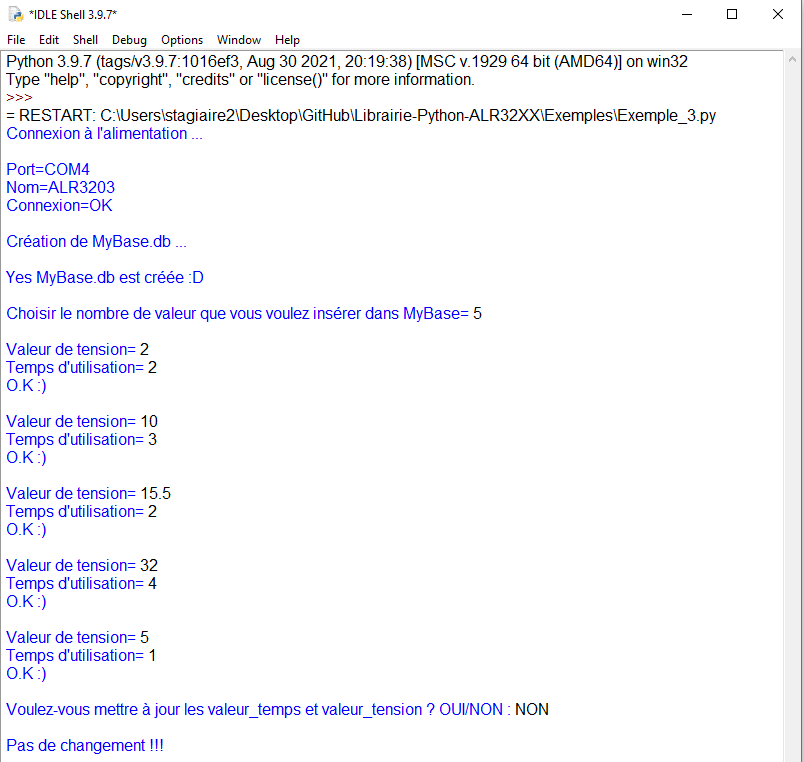 *IDLE Shell 3.9.7*
File Edit Shell Debug Options Window Help
Python 3.9.7 (tags/v3.9.7:1016ef3, Aug 30 2021, 20:19:38) [MSC v.1929 64 bit (AMD64)] on win32
Type "help", "copyright", "credits" or "license()" for more information.
>>>
= RESTART: C:\Users\stagiaire2\Desktop\GitHub\Librairie-Python-ALR32XX\Exemples\Exemple_3.py
Connexion à l'alimentation ...
Port=COM4
Nom=ALR3203
Connexion=OK
Création de MyBase.db ...
Yes MyBase.db est créée :D
Choisir le nombre de valeur que vous voulez insérer dans MyBase= 5
Valeur de tension= 2
Temps d'utilisation= 2
O.K :)
Valeur de tension= 10
Temps d'utilisation= 3
O.K :)
Valeur de tension= 15.5
Temps d'utilisation= 2
O.K :)
Valeur de tension= 32
Temps d'utilisation= 4
O.K :)
Valeur de tension= 5
Temps d'utilisation= 1
O.K :)
Voulez-vous mettre à jour les valeur_temps et valeur_tension ? OUI/NON : NON
Pas de changement !!!